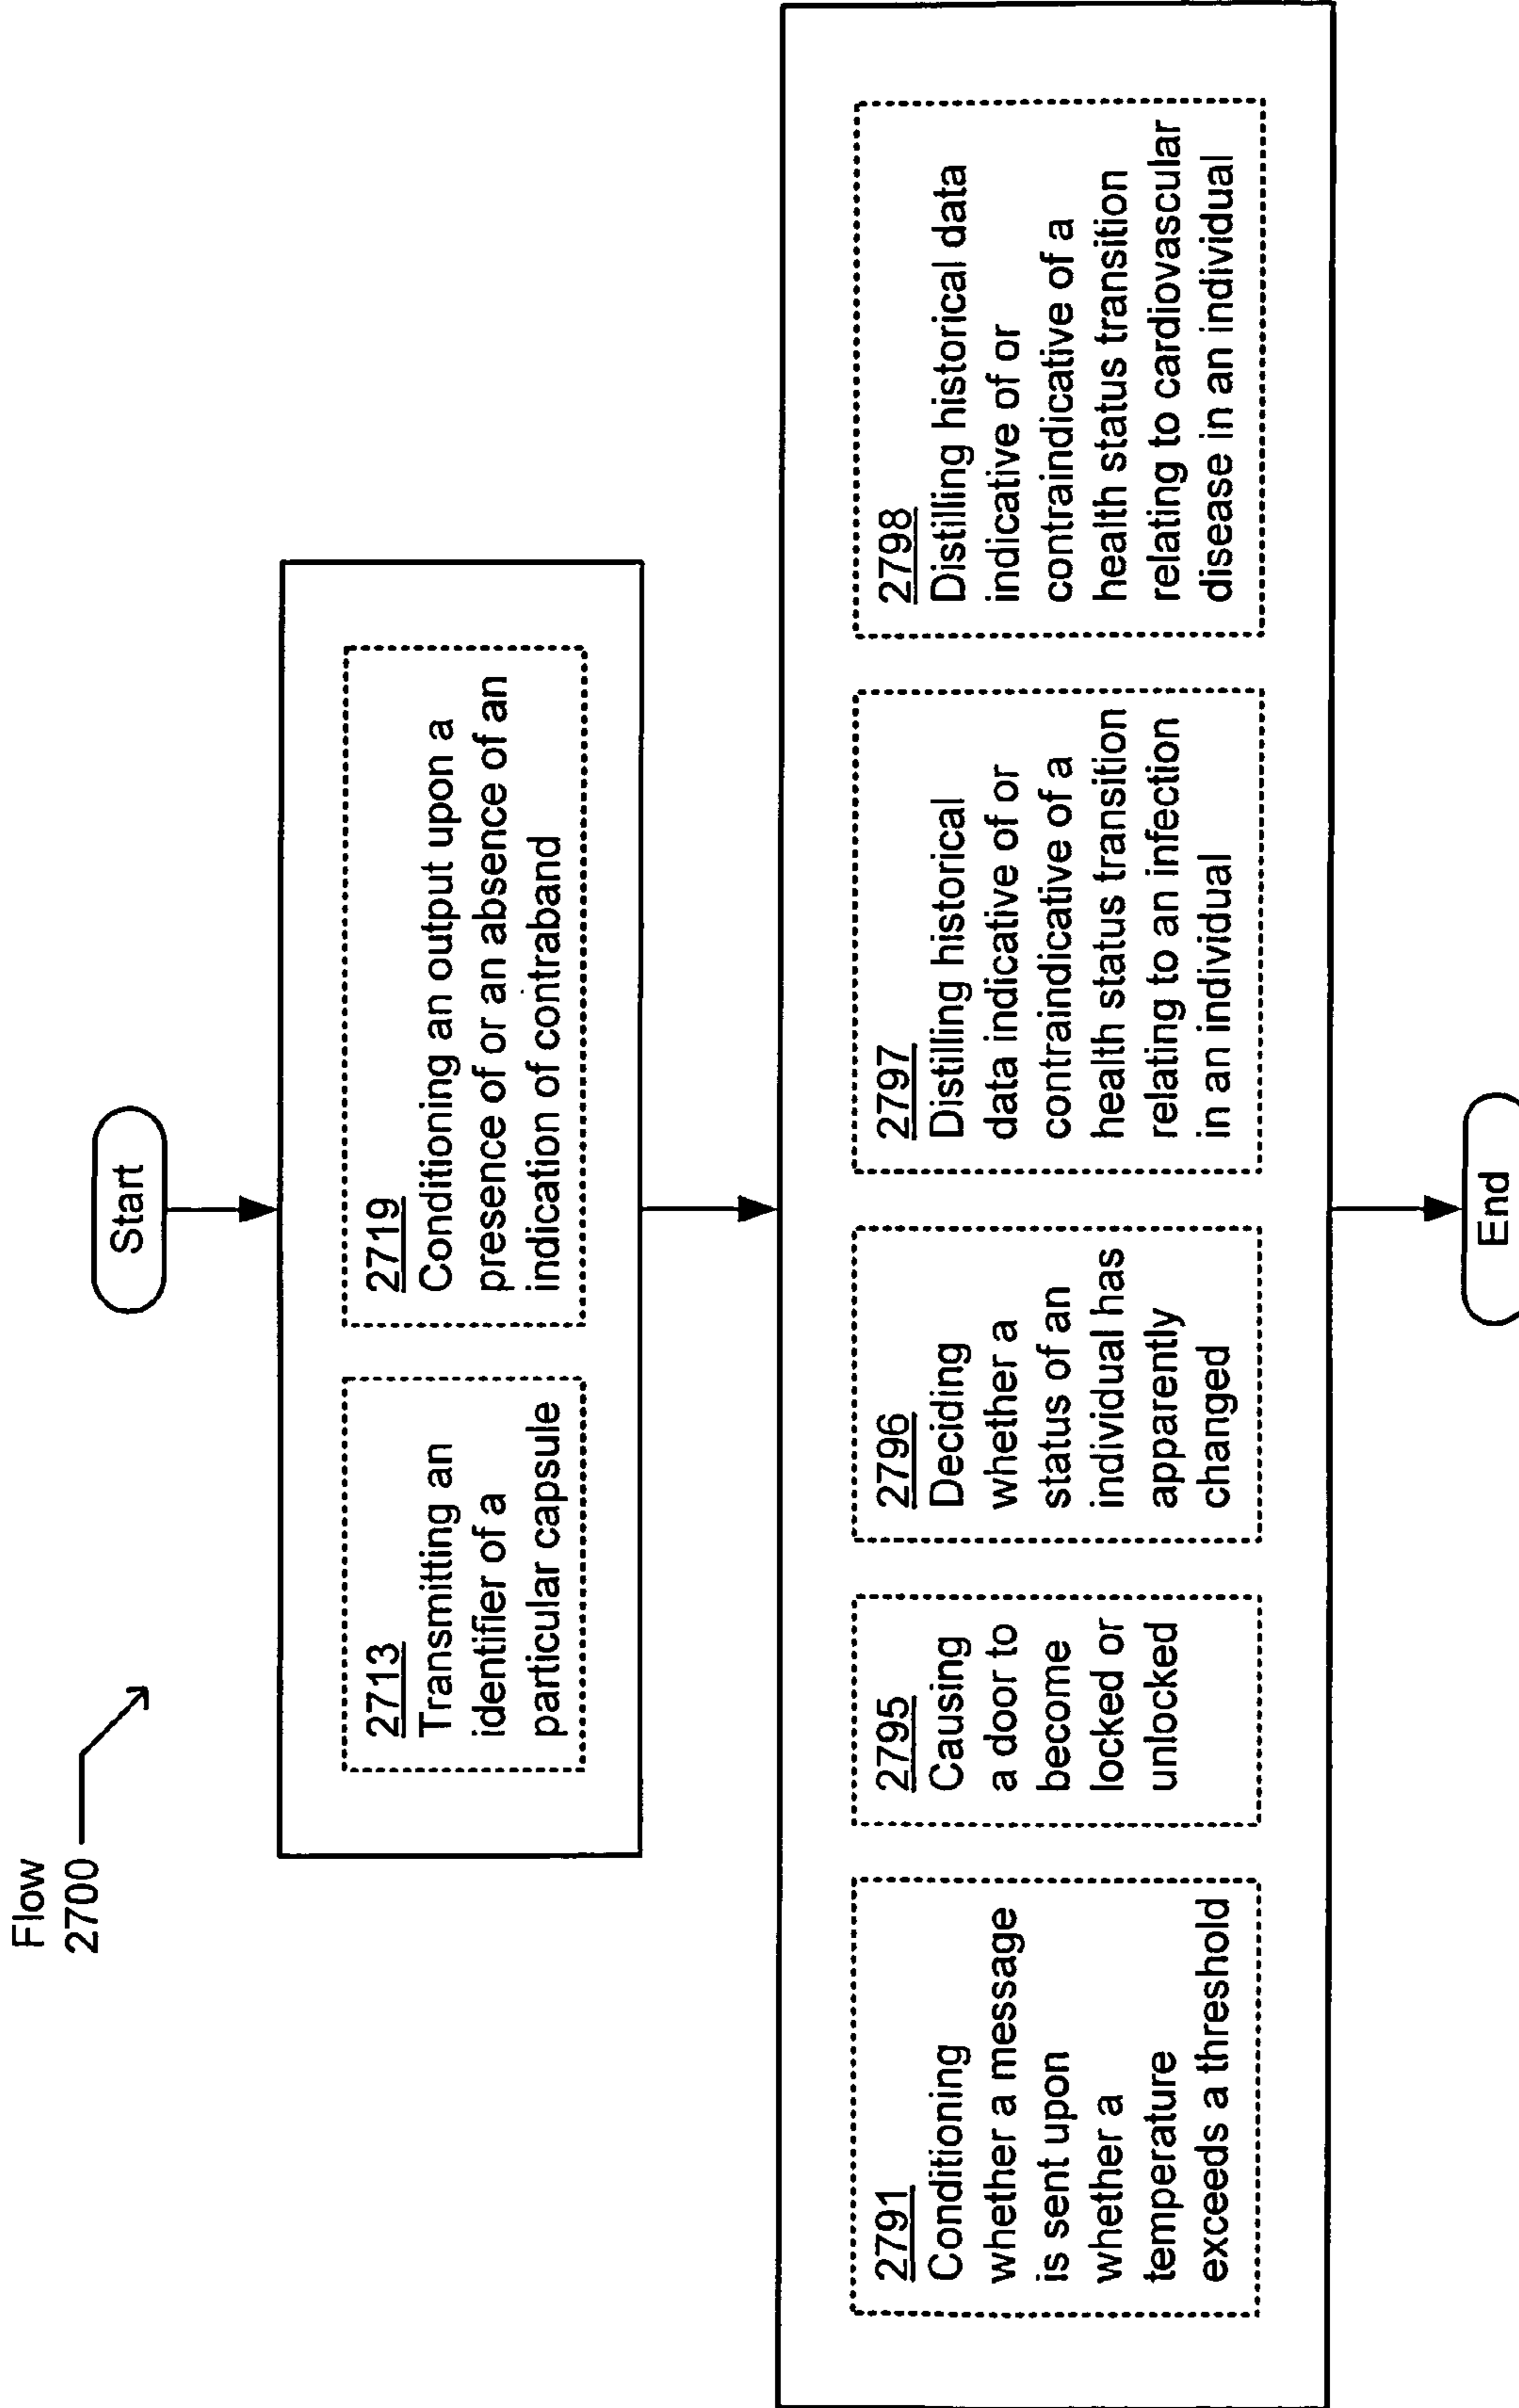 Flow
2700
Start
2713
Transmitting an
identifier of a
particular capsule
2719
Conditioning an output upon a
presence of or an absence of an
indication of contraband
2791
Conditioning
whether a message
is sent upon
whether a
temperature
exceeds a threshold
2795
Causing
a door to
become
locked or
unlocked
2796
Deciding
whether a
status of an
individual has
apparently
changed
2797
Distilling historical
data indicative of or
contraindicative of a
health status transition
relating to an infection
in an individual
2798
Distilling historical data
indicative of or
contraindicative of a
health status transition
relating to cardiovascular
disease in an individual
End